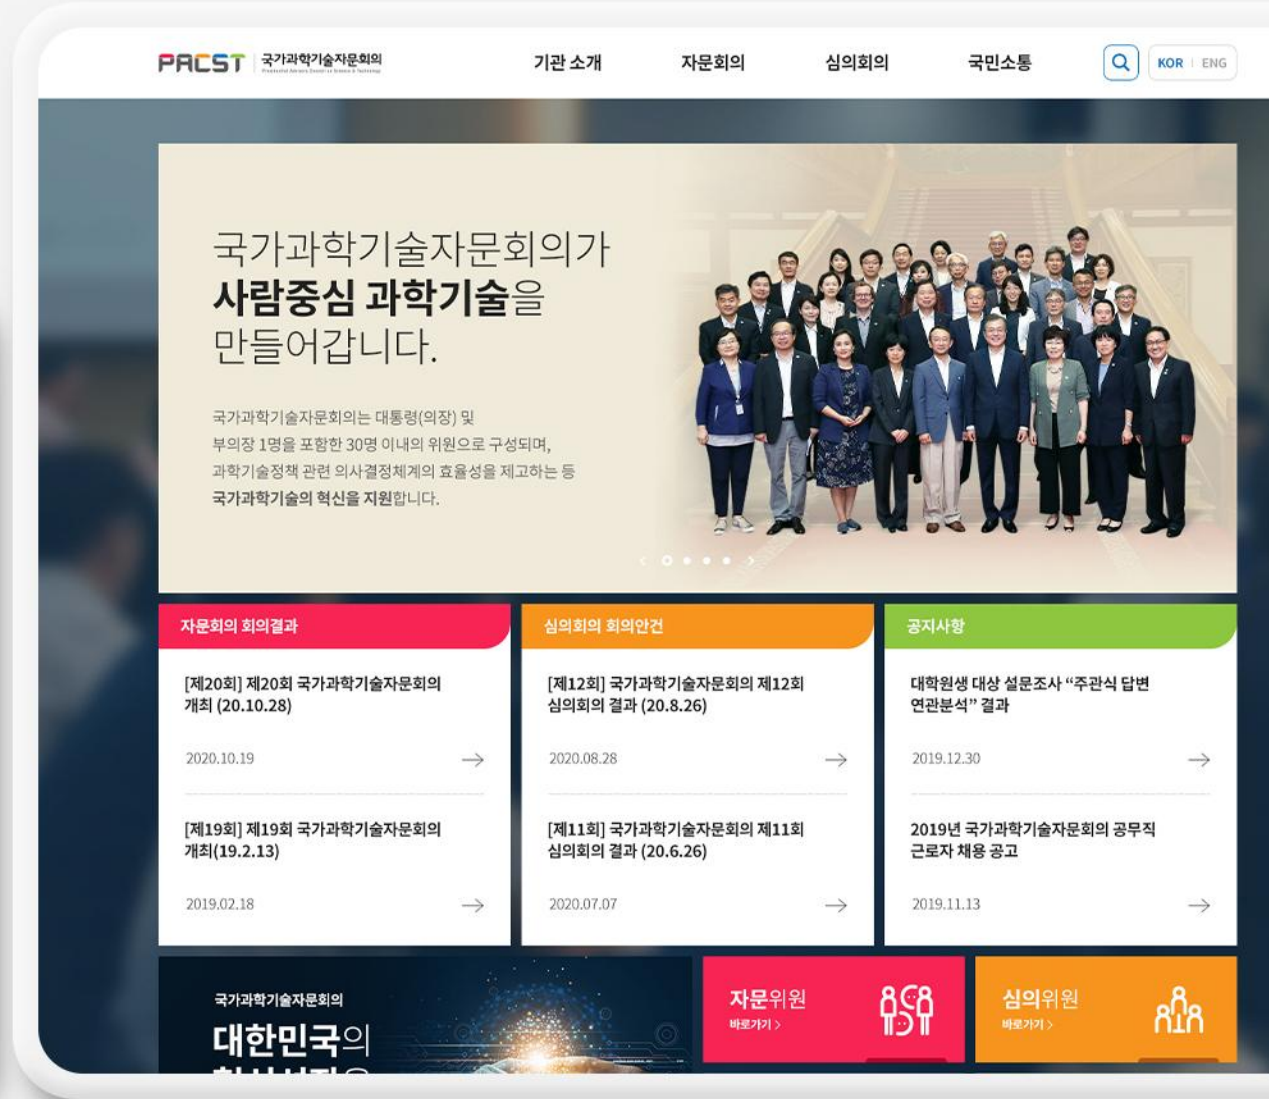 PACST
국가과학기술자문회의
기관 소개
자문회의
심의회의
국민소통
KOR
ENG
국가과학기술자문회의가
사람중심 과학기술을
만들어갑니다.
국가과학기술자문회의는 대통령(의장) 및
부의장 1명을 포함한 30명 이내의 위원으로 구성되며,
과학기술정책 관련 의사결정체계의 효율성을 제고하는 등
국가과학기술의 혁신을 지원합니다.
자문회의 회의결과
[제20회] 제20회 국가과학기술자문회의
개최 (20.10.28)
2020.10.19
[제19회] 제19회 국가과학기술자문회의
개최(19.2.13)
2019.02.18
심의회의 회의안건
[제12회] 국가과학기술자문회의 제12회
심의회의 결과 (20.8.26)
2020.08.28
[제11회] 국가과학기술자문회의 제11회
심의회의 결과 (20.6.26)
2020.07.07
공지사항
대학원생 대상 설문조사 “주관식 답변
연관분석” 결과
2019.12.30
2019년 국가과학기술자문회의 공무직
근로자 채용 공고
2019.11.13
국가과학기술자문회의
대한민국의
자문위원
바로가기 >
심의위원
바로가기 >